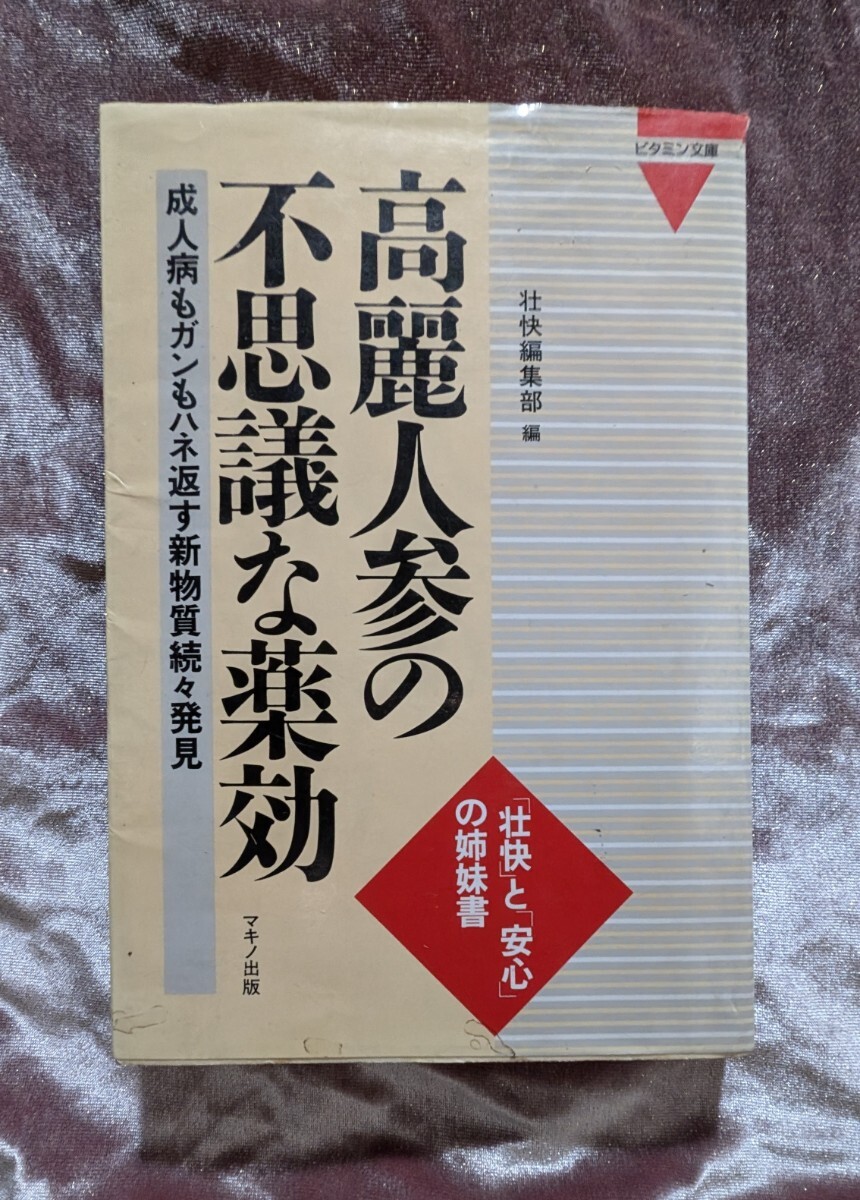 ビタミン文庫
壮快編集部 編
高麗人参の
不思議な薬効
成人病もガンもハネ返す新物質続々発見
「壮快」と「安心」
の姉妹書
マキノ出版